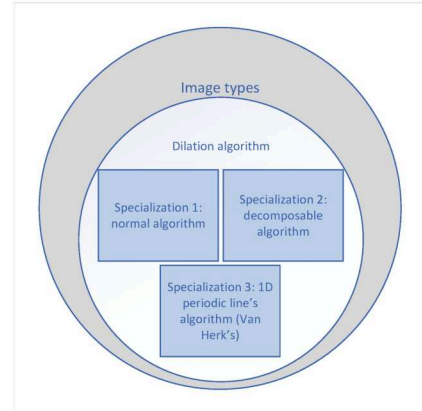 Image types
Dilation algorithm
Specialization 1:
normal algorithm
Specialization 2:
decomposable
algorithm
Specialization 3: 1D
periodic line's
algorithm (Van
Herk's)